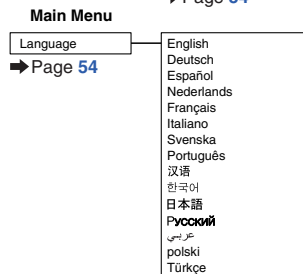 Page 54
Main Menu
Language
Page 54
English
Deutsch
Español
Nederlands
Français
Italiano
Svenska
Português
汉语
한국어
日本語
Русский
عربي
polski
Türkçe